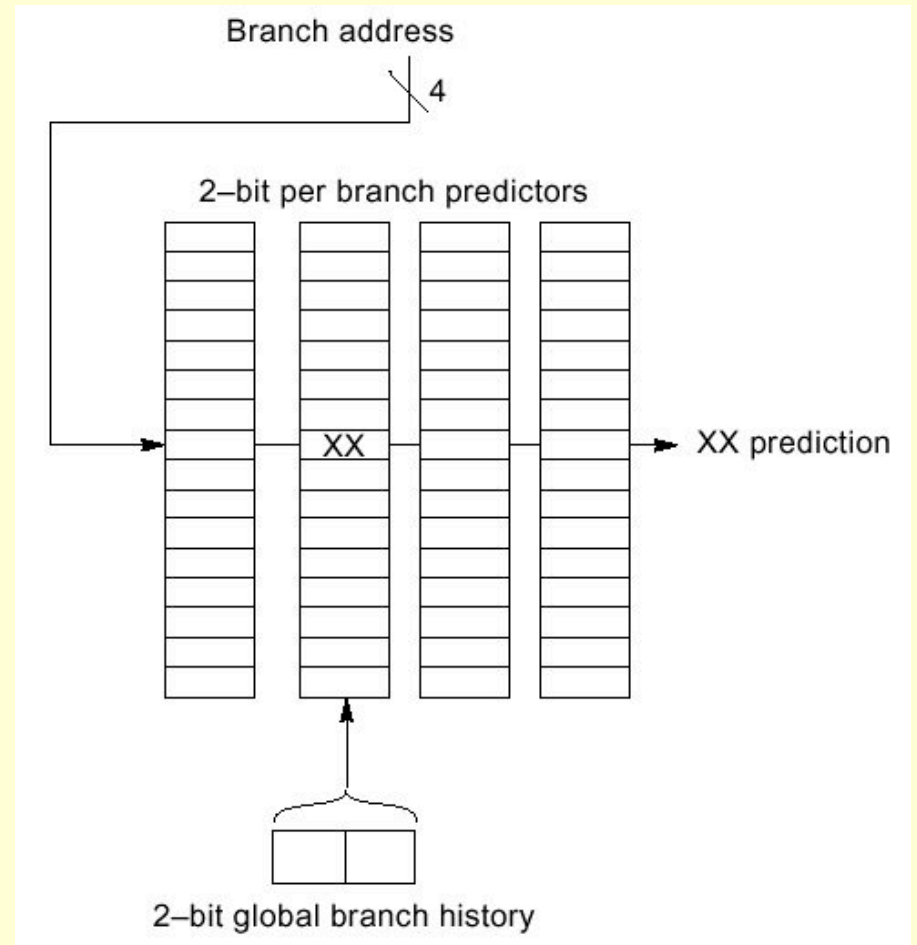 Branch address
4
2–bit per branch predictors
XX
XX prediction
2–bit global branch history